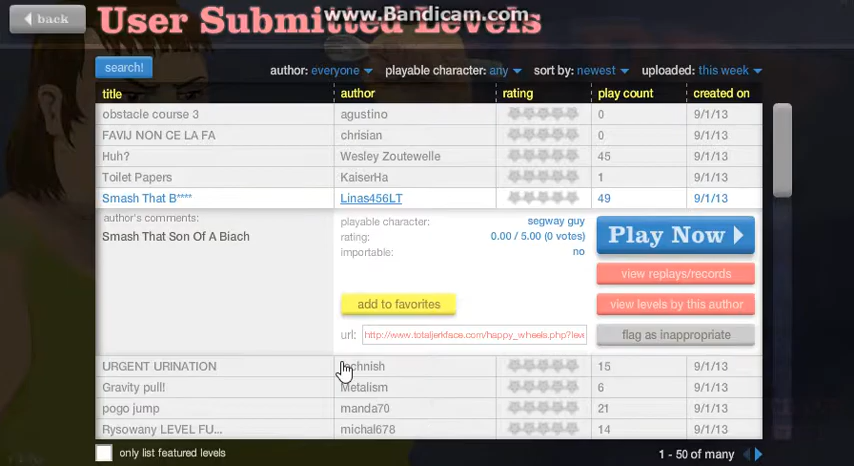 back
User Submitted Levels
www.Bandicam.com
search!
author: everyone playable character: any sort by: newest uploaded: this week
title author rating play count created on
obstacle course 3 agustino 0 9/1/13
FAVIJ NON CE LA FA chrisian 0 9/1/13
Huh? Wesley Zoutewelle 45 9/1/13
Toilet Papers KaiserHa 1 9/1/13
Smash That B**** Linas456LT 49 9/1/13
author's comments:
Smash That Son Of A Biach
playable character: segway guy
rating: 0.00 / 5.00 (0 votes)
importable: no
Play Now
view replays/records
add to favorites
view levels by this author
url: http://www.totaljerkface.com/happy_wheels.php?leve
flag as inappropriate
URGENT URINATION 15 9/1/13
Gravity pull! Metalism 6 9/1/13
pogo jump manda70 21 9/1/13
Rysowany LEVEL FU... michal678 14 9/1/13
only list featured levels
1 - 50 of many